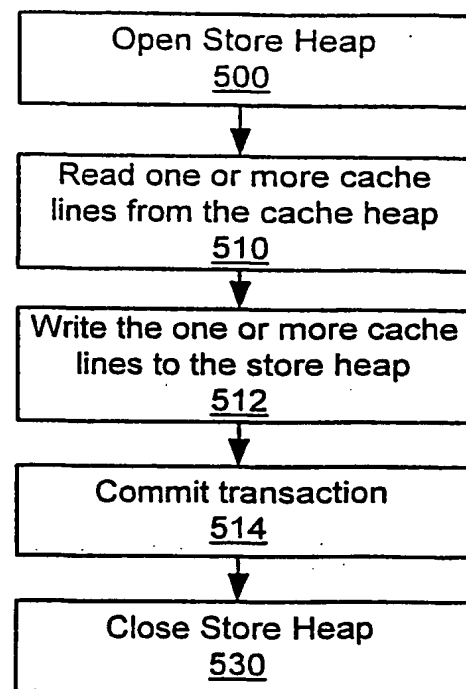 Open Store Heap
500
Read one or more cache
lines from the cache heap
510
Write the one or more cache
lines to the store heap
512
Commit transaction
514
Close Store Heap
530